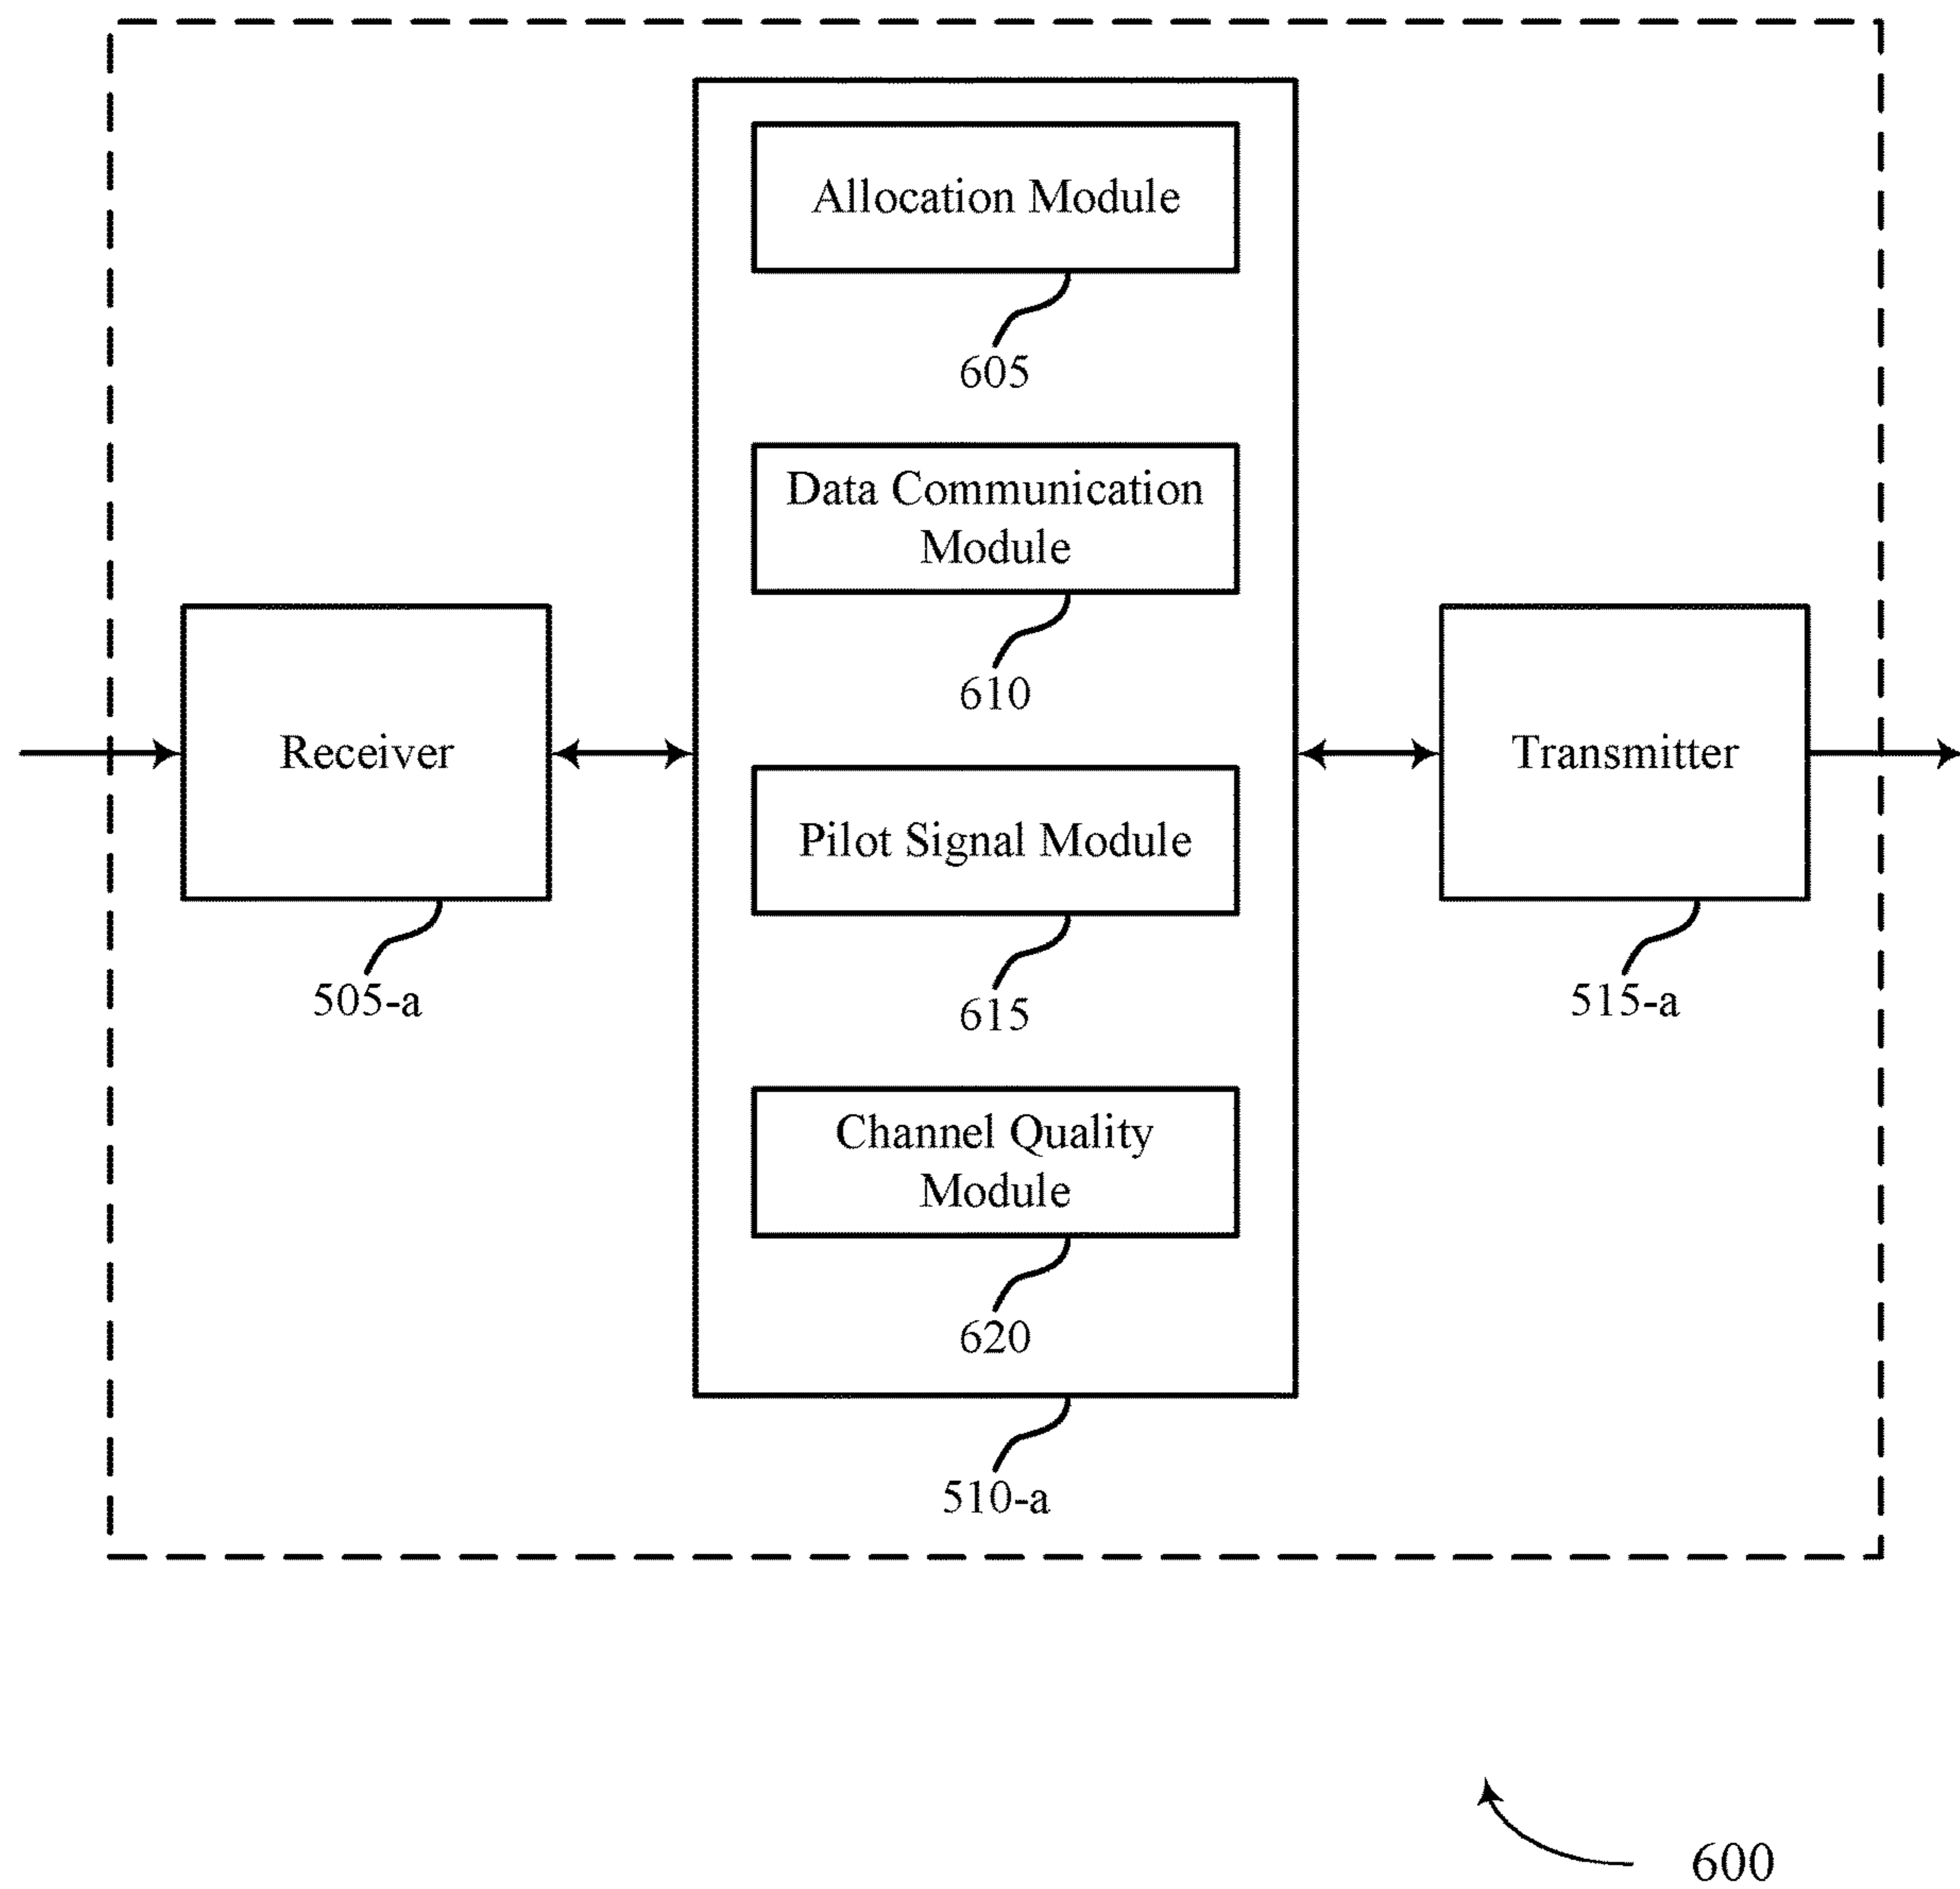 Allocation Module
605
Data Communication
Module
610
Receiver
505-a
Pilot Signal Module
615
Transmitter
515-a
Channel Quality
Module
620
510-a
600